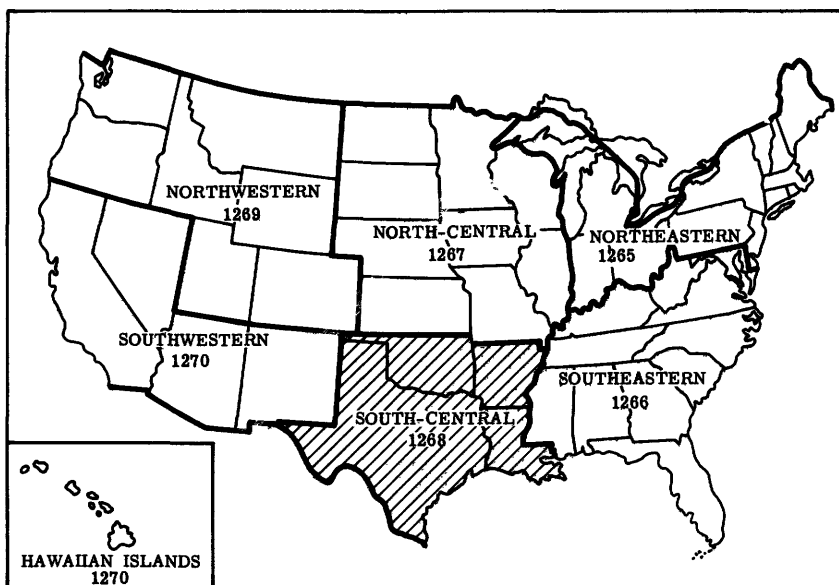 NORTHWESTERN
1269
NORTH-CENTRAL
1267
NORTHEASTERN
1265
SOUTHWESTERN
1270
SOUTHEASTERN
1266
SOUTH-CENTRAL
1268
HAWAIIAN ISLANDS
1270